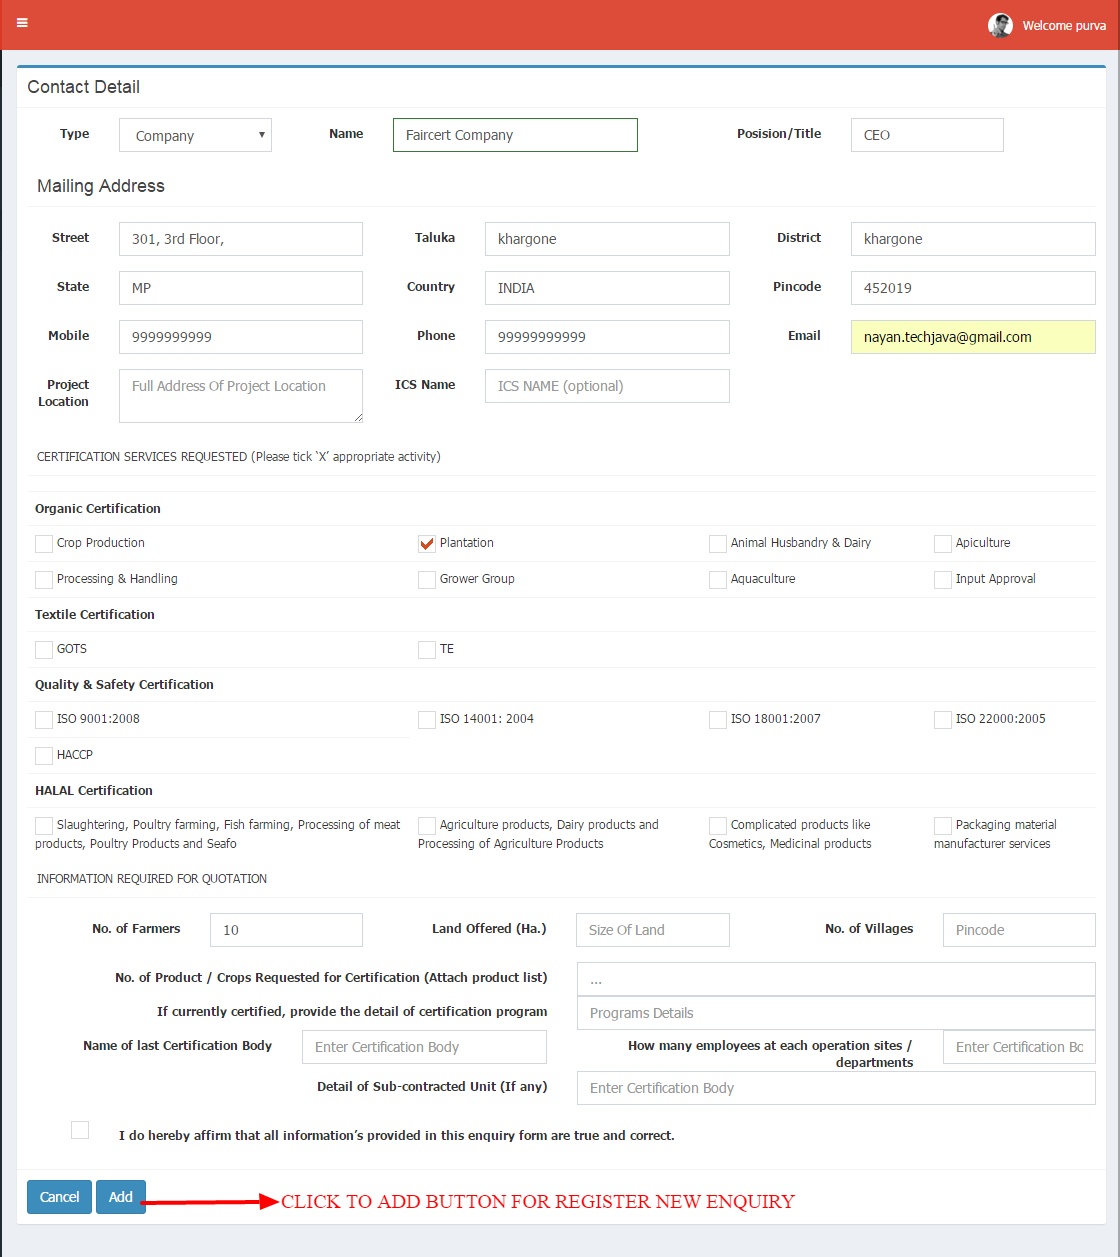 Welcome purva
Contact Detail
Type Company Name Faircert Company Posision/Title CEO
Mailing Address
Street 301, 3rd Floor, Taluka khargone District khargone
State MP Country INDIA Pincode 452019
Mobile 9999999999 Phone 99999999999 Email nayan.techjava@gmail.com
Project Location Full Address Of Project Location ICS Name ICS NAME (optional)
CERTIFICATION SERVICES REQUESTED (Please tick ‘X’ appropriate activity)
Organic Certification
Crop Production Plantation Animal Husbandry & Dairy Apiculture
Processing & Handling Grower Group Aquaculture Input Approval
Textile Certification
GOTS TE
Quality & Safety Certification
ISO 9001:2008 ISO 14001: 2004 ISO 18001:2007 ISO 22000:2005
HACCP
HALAL Certification
Slaughtering, Poultry farming, Fish farming, Processing of meat
products, Poultry Products and Seafo
Agriculture products, Dairy products and
Processing of Agriculture Products
Complicated products like
Cosmetics, Medicinal products
Packaging material
manufacturer services
INFORMATION REQUIRED FOR QUOTATION
No. of Farmers 10 Land Offered (Ha.) Size Of Land No. of Villages Pincode
No. of Product / Crops Requested for Certification (Attach product list) ...
If currently certified, provide the detail of certification program Programs Details
Name of last Certification Body Enter Certification Body
How many employees at each operation sites /
departments
Enter Certification Bo
Detail of Sub-contracted Unit (If any) Enter Certification Body
I do hereby affirm that all information’s provided in this enquiry form are true and correct.
Cancel Add CLICK TO ADD BUTTON FOR REGISTER NEW ENQUIRY